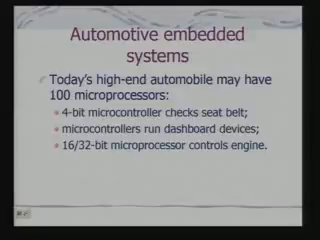 Automotive embedded
systems
Today's high-end automobile may have
100 microprocessors:
4-bit microcontroller checks seat belt;
microcontrollers run dashboard devices;
16/32-bit microprocessor controls engine.